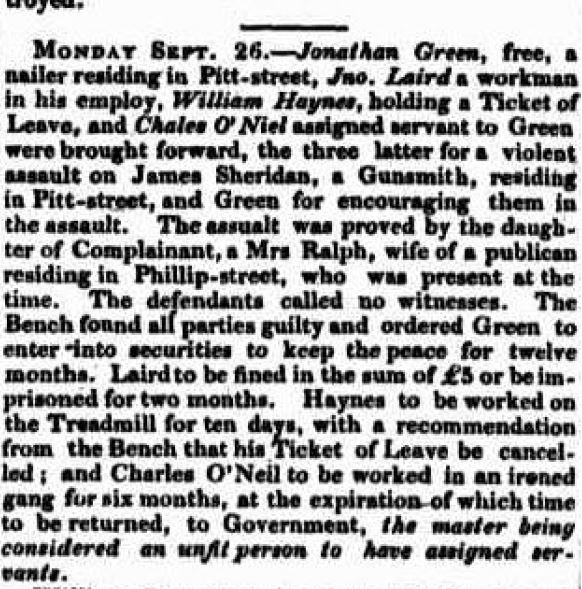 troyed.
MONDAY SEPT. 26.—Jonathan Green, free, a
nailer residing in Pitt-street, Jno. Laird a workman
in his employ, William Haynes, holding a Ticket of
Leave, and Chales O'Niel assigned servant to Green
were brought forward, the three latter for a violent
assault on James Sheridan, a Gunsmith, residing
in Pitt-street, and Green for encouraging them in
the assault. The assualt was proved by the daugh-
ter of Complainant, a Mrs Ralph, wife of a publican
residing in Phillip-street, who was present at the
time. The defendants called no witnesses. The
Bench found all parties guilty and ordered Green to
enter into securities to keep the peace for twelve
months. Laird to be fined in the sum of £5 or be im-
prisoned for two months. Haynes to be worked on
the Treadmill for ten days, with a recommendation
from the Bench that his Ticket of Leave be cancel-
led; and Charles O'Neil to be worked in an ironed
gang for six months, at the expiration of which time
to be returned, to Government, the master being
considered an unfit person to have assigned ser-
vants.